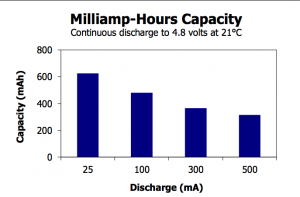 Milliamp-Hours Capacity
Continuous discharge to 4.8 volts at 21°C
Capacity (mAh)
800
600
400
200
0
25 100 300 500
Discharge (mA)